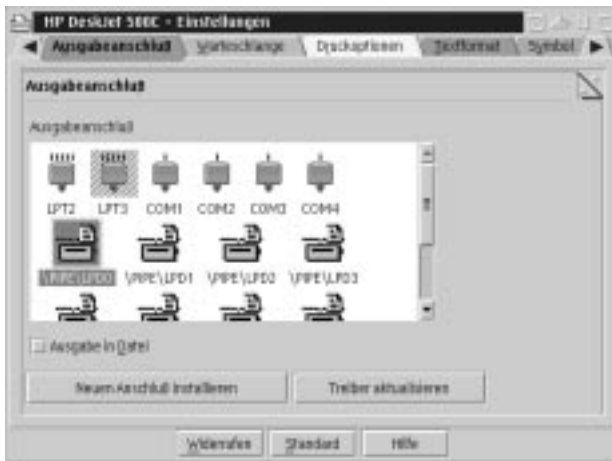 HP DeskJet 500C - Einstellungen
Ausgabeanschluß Warteschlange Druckoptionen Textformat Symbol
Ausgabeanschluß
Ausgabeanschluß
LPT2 LPT3 COM1 COM2 COM3 COM4
\PIPE\LPD0 \PIPE\LPD1 \PIPE\LPD2 \PIPE\LPD3
Ausgabe in Datei
Neuen Anschluß installieren Treiber aktualisieren
Widerrufen Standard Hilfe